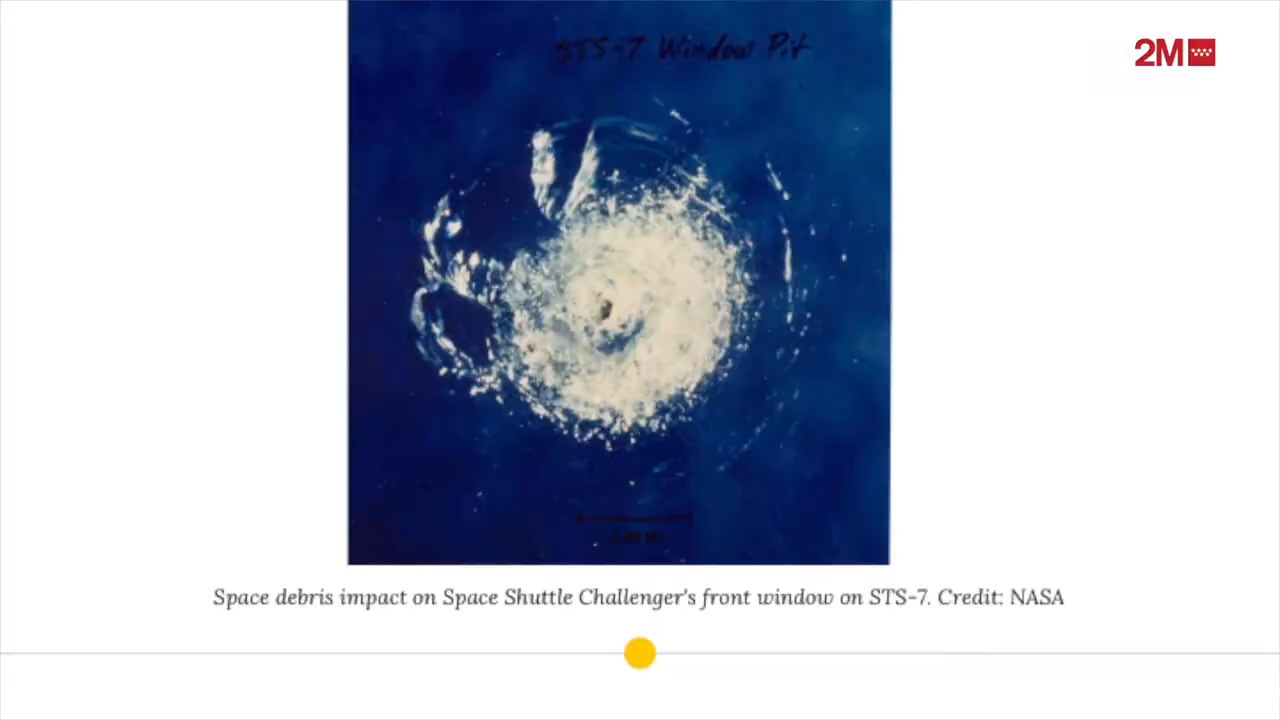 2M
STS-7 Window Pit
Space debris impact on Space Shuttle Challenger's front window on STS-7. Credit: NASA